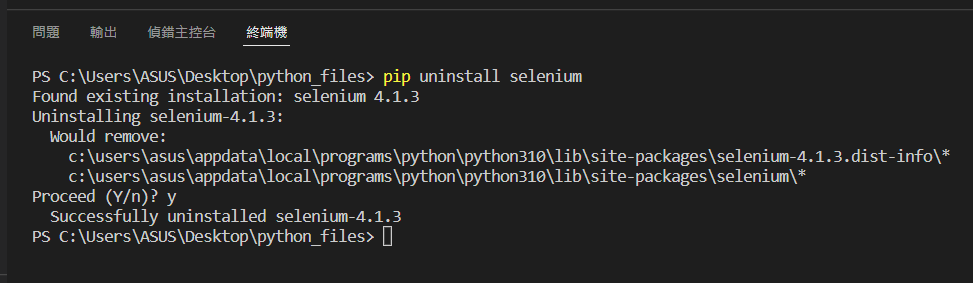 問題 輸出 偵錯主控台 終端機
PS C:\Users\ASUS\Desktop\python_files> pip uninstall selenium
Found existing installation: selenium 4.1.3
Uninstalling selenium-4.1.3:
  Would remove:
    c:\users\asus\appdata\local\programs\python\python310\lib\site-packages\selenium-4.1.3.dist-info\*
    c:\users\asus\appdata\local\programs\python\python310\lib\site-packages\selenium\*
Proceed (Y/n)? y
  Successfully uninstalled selenium-4.1.3
PS C:\Users\ASUS\Desktop\python_files>